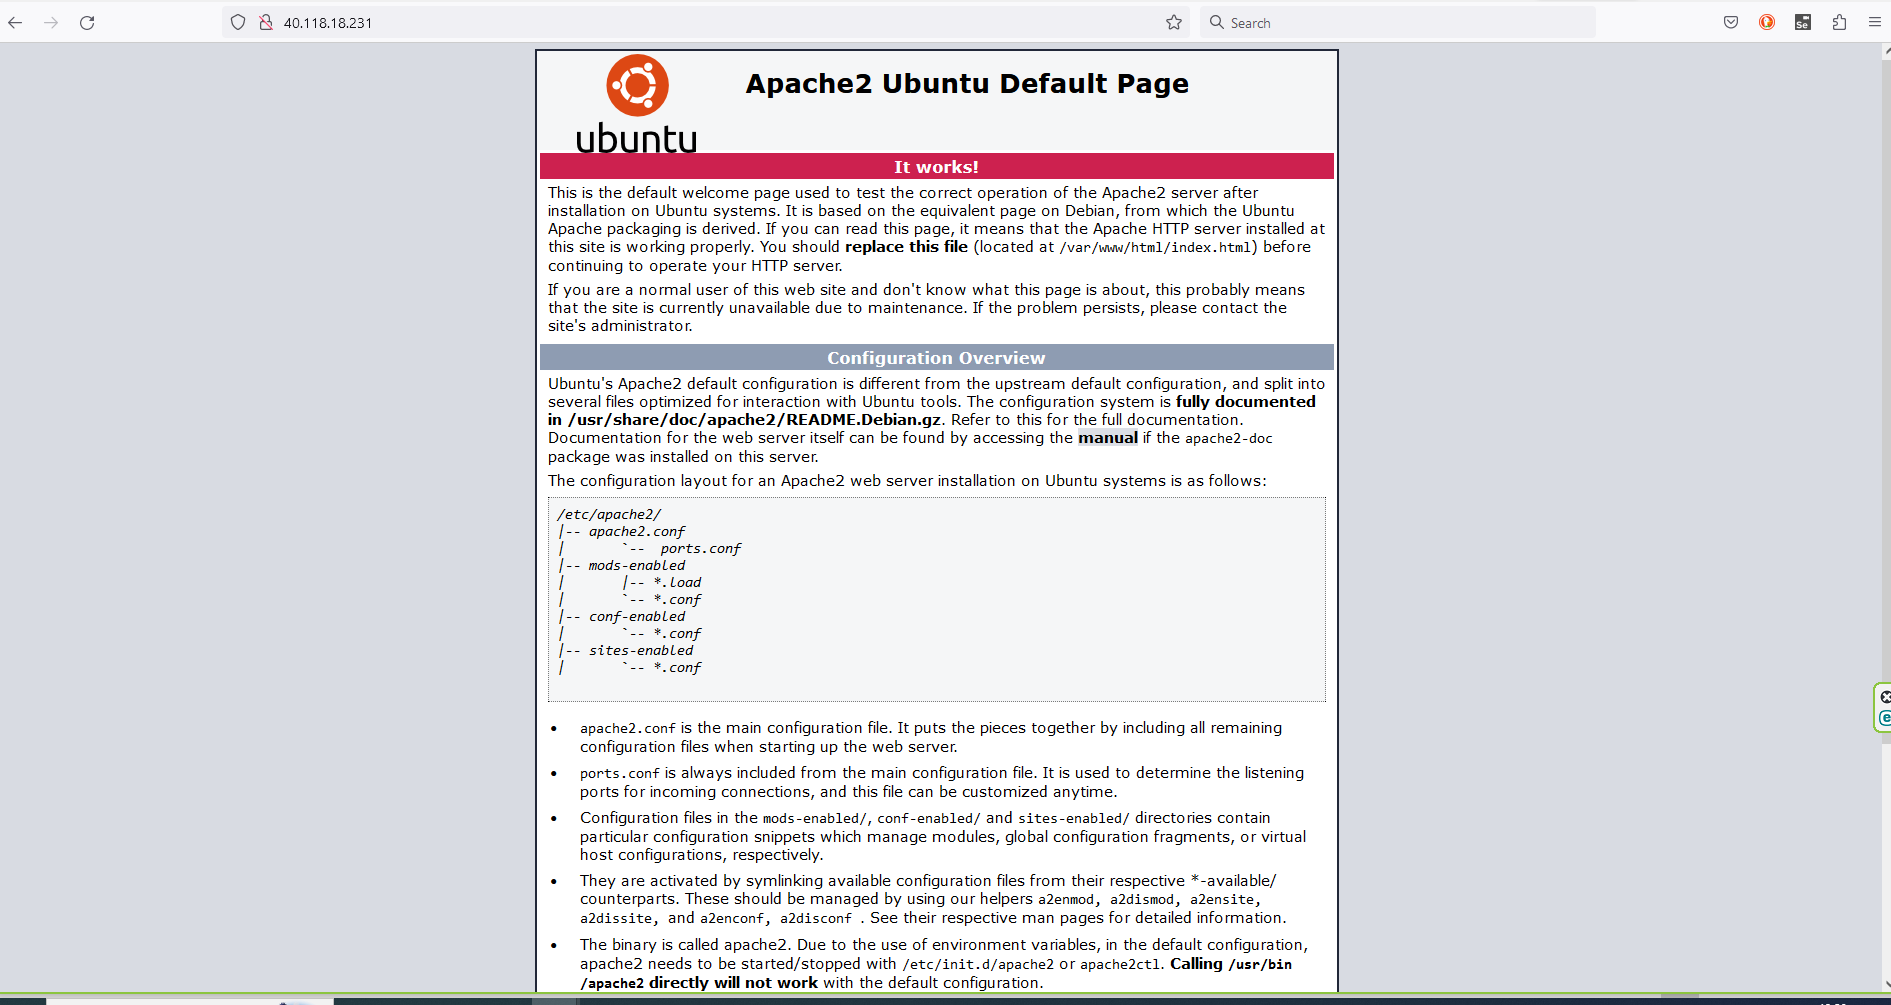 40.118.18.231
Search
Se
ubuntu
Apache2 Ubuntu Default Page
It works!
This is the default welcome page used to test the correct operation of the Apache2 server after
installation on Ubuntu systems. It is based on the equivalent page on Debian, from which the Ubuntu
Apache packaging is derived. If you can read this page, it means that the Apache HTTP server installed at
this site is working properly. You should replace this file (located at /var/www/html/index.html) before
continuing to operate your HTTP server.
If you are a normal user of this web site and don't know what this page is about, this probably means
that the site is currently unavailable due to maintenance. If the problem persists, please contact the
site's administrator.
Configuration Overview
Ubuntu's Apache2 default configuration is different from the upstream default configuration, and split into
several files optimized for interaction with Ubuntu tools. The configuration system is fully documented
in /usr/share/doc/apache2/README.Debian.gz. Refer to this for the full documentation.
Documentation for the web server itself can be found by accessing the manual if the apache2-doc
package was installed on this server.
The configuration layout for an Apache2 web server installation on Ubuntu systems is as follows:
/etc/apache2/
|-- apache2.conf
|       `--  ports.conf
|-- mods-enabled
|       |-- *.load
|       `-- *.conf
|-- conf-enabled
|       `-- *.conf
|-- sites-enabled
|       `-- *.conf
• apache2.conf is the main configuration file. It puts the pieces together by including all remaining
configuration files when starting up the web server.
• ports.conf is always included from the main configuration file. It is used to determine the listening
ports for incoming connections, and this file can be customized anytime.
• Configuration files in the mods-enabled/, conf-enabled/ and sites-enabled/ directories contain
particular configuration snippets which manage modules, global configuration fragments, or virtual
host configurations, respectively.
• They are activated by symlinking available configuration files from their respective *-available/
counterparts. These should be managed by using our helpers a2enmod, a2dismod, a2ensite,
a2dissite, and a2enconf, a2disconf . See their respective man pages for detailed information.
• The binary is called apache2. Due to the use of environment variables, in the default configuration,
apache2 needs to be started/stopped with /etc/init.d/apache2 or apache2ctl. Calling /usr/bin
/apache2 directly will not work with the default configuration.